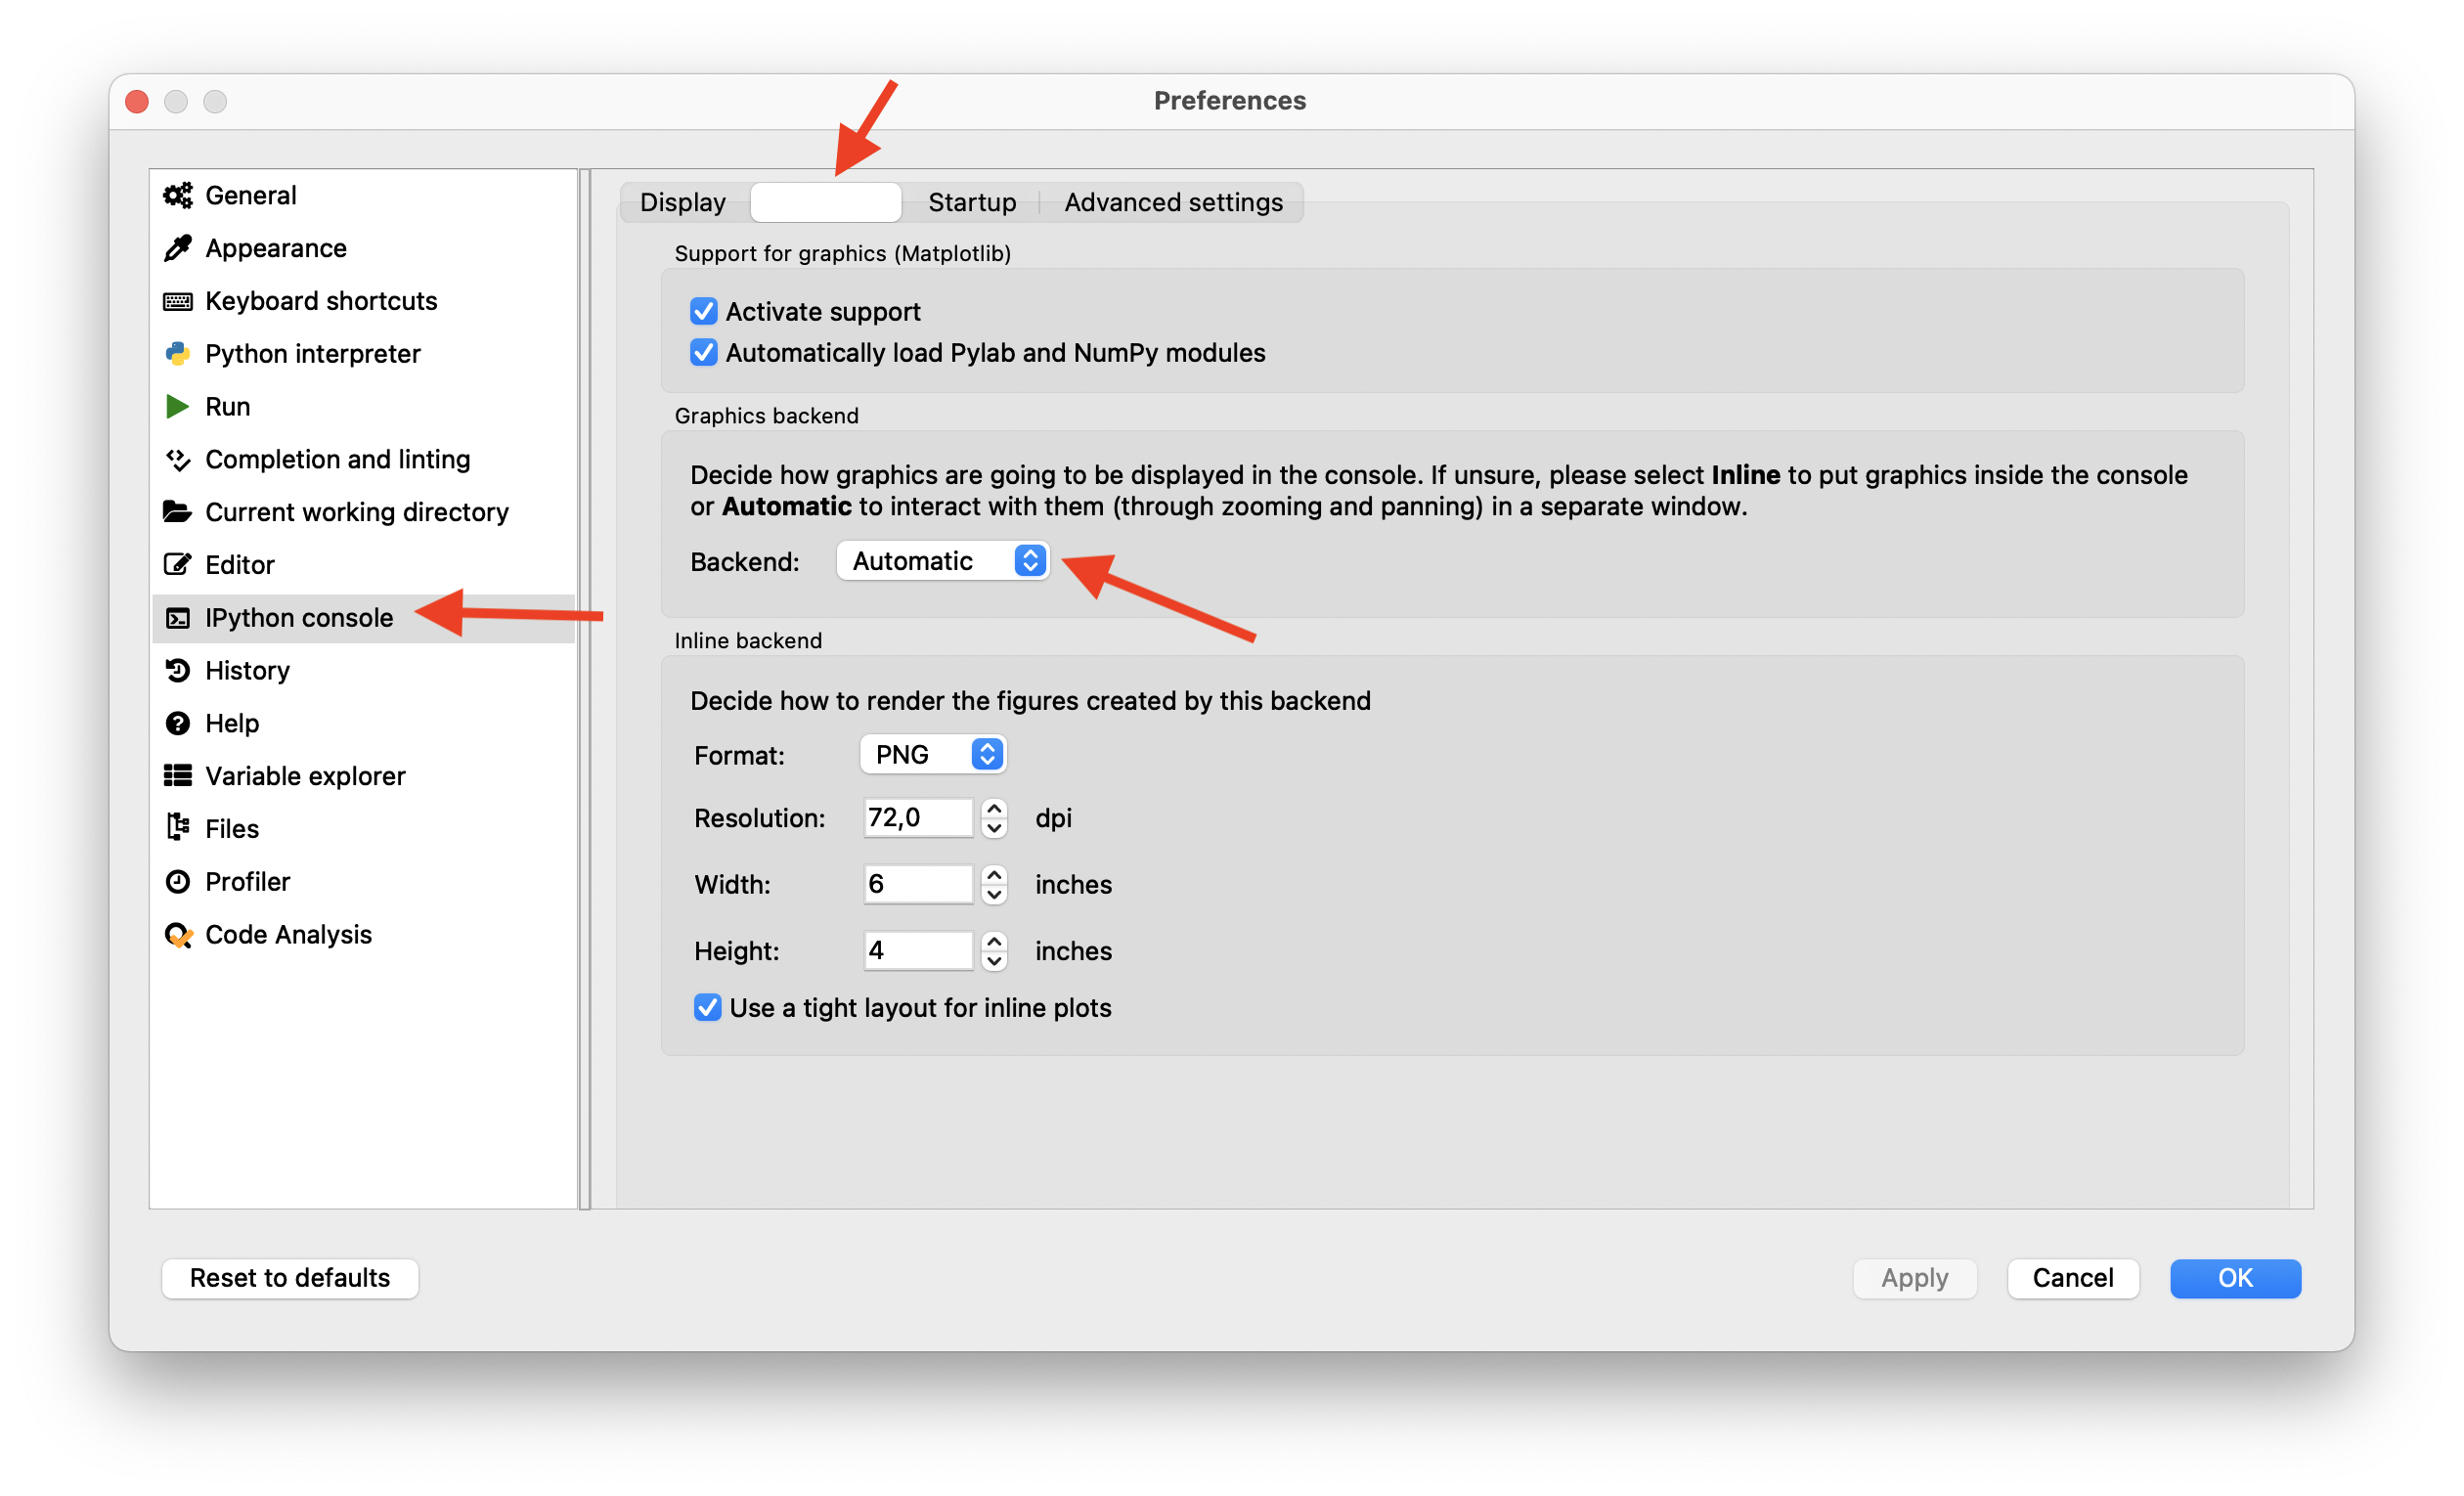 Preferences
General
Appearance
Keyboard shortcuts
Python interpreter
Run
Completion and linting
Current working directory
Editor
IPython console
History
Help
Variable explorer
Files
Profiler
Code Analysis
Display Startup Advanced settings
Support for graphics (Matplotlib)
Activate support
Automatically load Pylab and NumPy modules
Graphics backend
Decide how graphics are going to be displayed in the console. If unsure, please select Inline to put graphics inside the console
or Automatic to interact with them (through zooming and panning) in a separate window.
Backend: Automatic
Inline backend
Decide how to render the figures created by this backend
Format: PNG
Resolution: 72,0 dpi
Width: 6 inches
Height: 4 inches
Use a tight layout for inline plots
Reset to defaults Apply Cancel OK